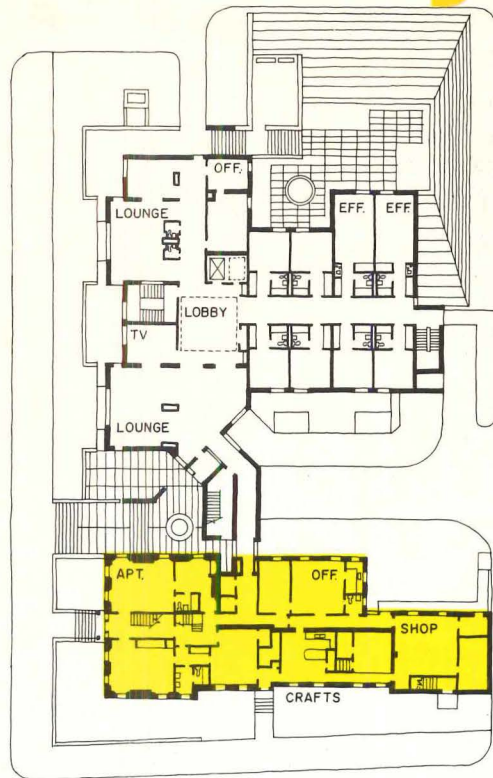 OFF.
LOUNGE
EFF. EFF.
LOBBY
TV
LOUNGE
APT.
OFF.
SHOP
CRAFTS